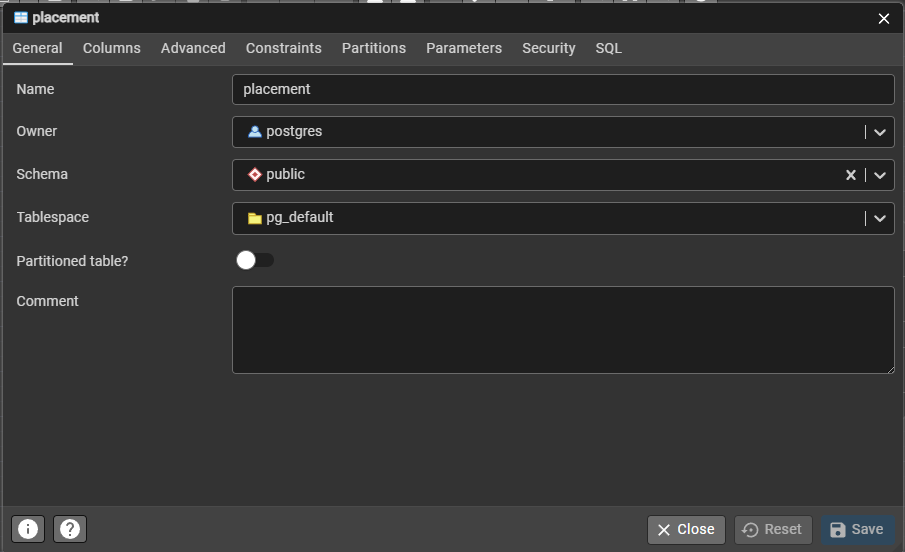 placement
General Columns Advanced Constraints Partitions Parameters Security SQL
Name placement
Owner postgres
Schema public
Tablespace pg_default
Partitioned table?
Comment
Close Reset Save